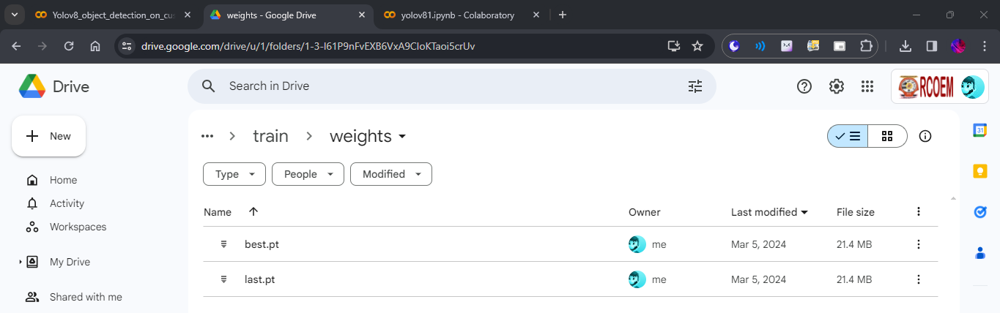 Yolov8_object_detection_on_cus
weights - Google Drive
yolov81.ipynb - Colaboratory
drive.google.com/drive/u/1/folders/1-3-l61P9nFvEXB6VxA9CloKTaoi5crUv
Drive
Search in Drive
RCOEM
New
train
weights
31
Type
People
Modified
Home
Activity
Workspaces
My Drive
Shared with me
Name Owner Last modified File size
best.pt me Mar 5, 2024 21.4 MB
last.pt me Mar 5, 2024 21.4 MB